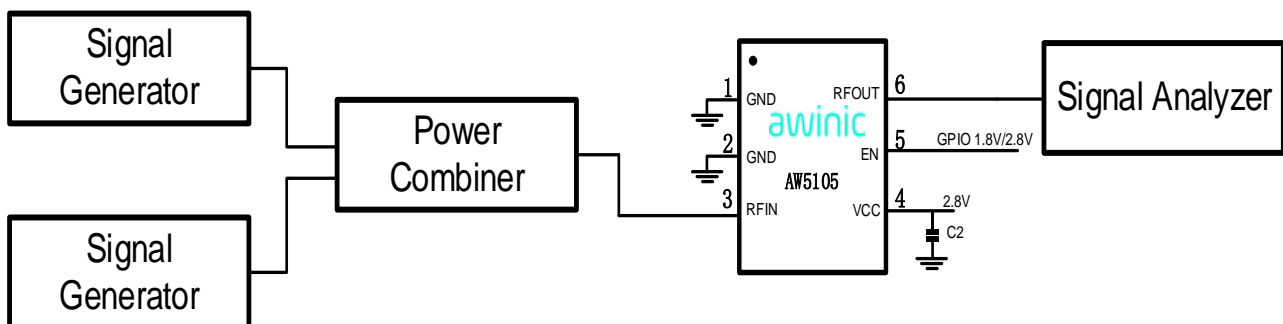 Signal
Generator
Power
Combiner
Signal
Generator
1
GND
2
GND
3
RFIN
awinic
AW5105
RFOUT
6
EN
5
GPIO 1.8V/2.8V
VCC
4
2.8V
C2
Signal Analyzer